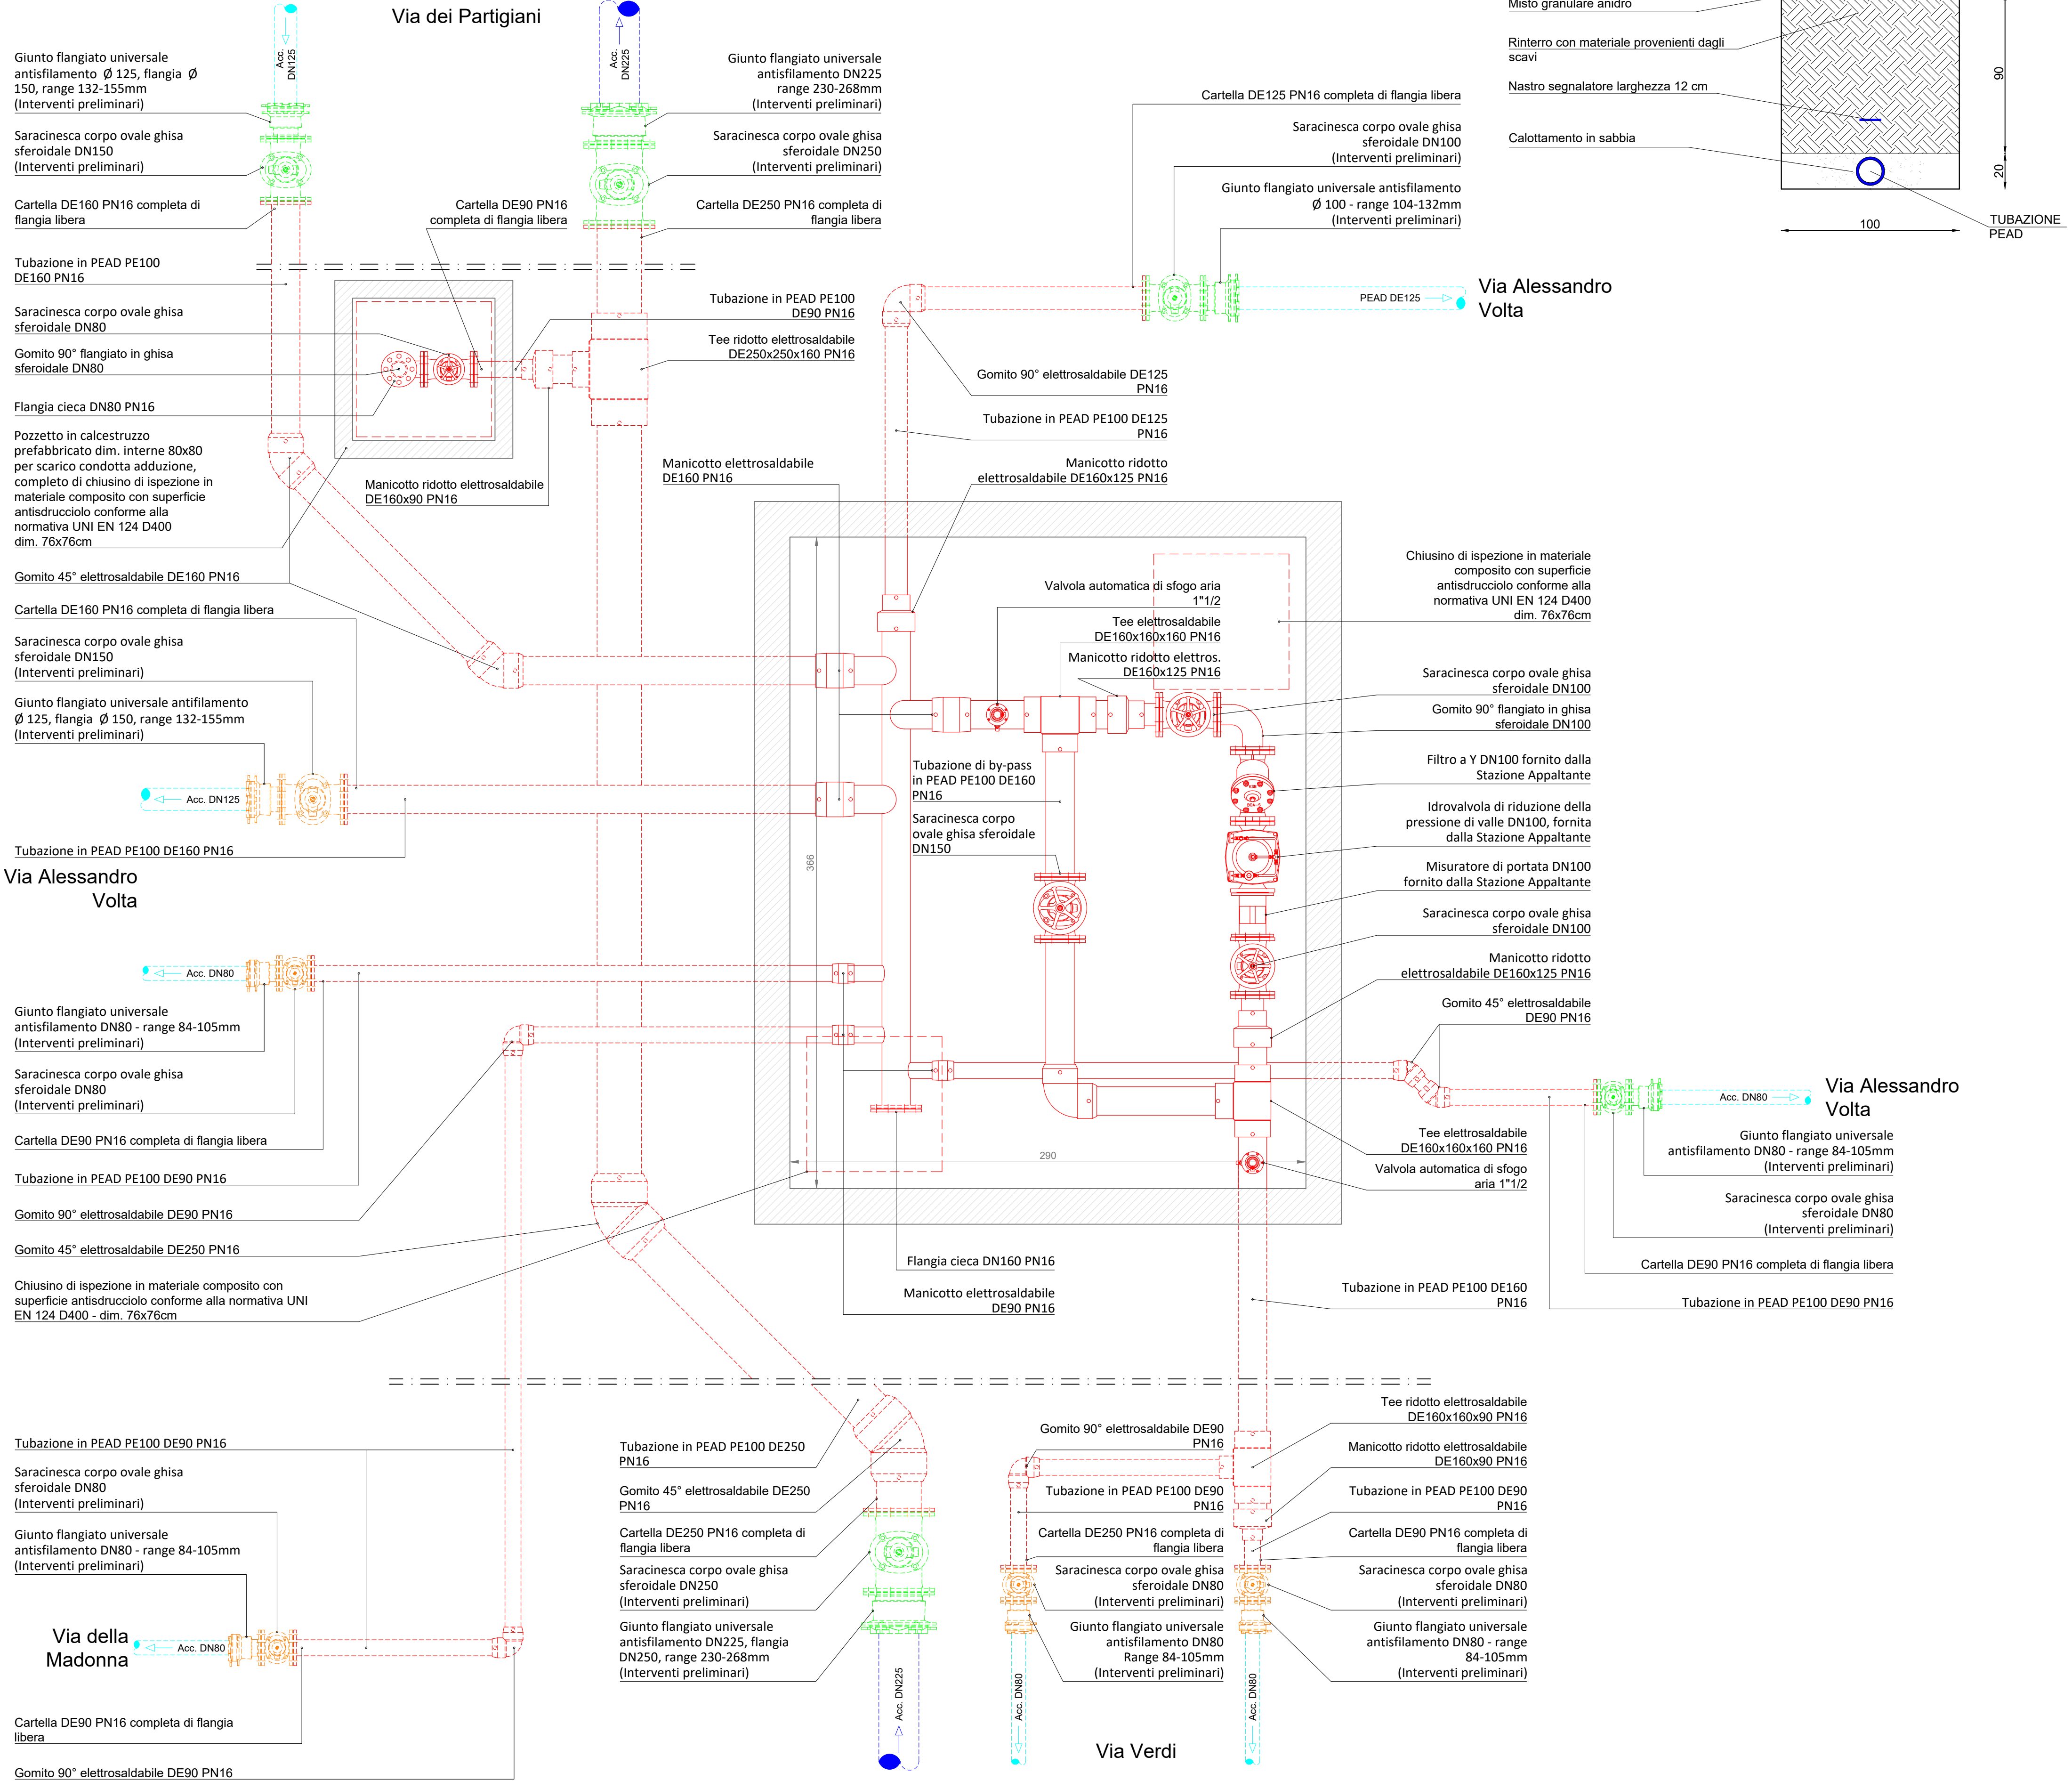 Via dei Partigiani
Acc.
DN125
Acc.
DN225
Giunto flangiato universale
antisfilamento Ø 125, flangia Ø
150, range 132-155mm
(Interventi preliminari)
Saracinesca corpo ovale ghisa
sferoidale DN150
(Interventi preliminari)
Cartella DE160 PN16 completa di
flangia libera
Tubazione in PEAD PE100
DE160 PN16
Saracinesca corpo ovale ghisa
sferoidale DN80
Gomito 90° flangiato in ghisa
sferoidale DN80
Flangia cieca DN80 PN16
Pozzetto in calcestruzzo
prefabbricato dim. interne 80x80
per scarico condotta adduzione,
completo di chiusino di ispezione in
materiale composito con superficie
antisdrucciolo conforme alla
normativa UNI EN 124 D400
dim. 76x76cm
Gomito 45° elettrosaldabile DE160 PN16
Cartella DE160 PN16 completa di flangia libera
Saracinesca corpo ovale ghisa
sferoidale DN150
(Interventi preliminari)
Giunto flangiato universale antifilamento
Ø 125, flangia Ø 150, range 132-155mm
(Interventi preliminari)
Acc. DN125
Tubazione in PEAD PE100 DE160 PN16
Via Alessandro
Volta
Acc. DN80
Giunto flangiato universale
antisfilamento DN80 - range 84-105mm
(Interventi preliminari)
Saracinesca corpo ovale ghisa
sferoidale DN80
(Interventi preliminari)
Cartella DE90 PN16 completa di flangia libera
Tubazione in PEAD PE100 DE90 PN16
Gomito 90° elettrosaldabile DE90 PN16
Gomito 45° elettrosaldabile DE250 PN16
Chiusino di ispezione in materiale composito con
superficie antisdrucciolo conforme alla normativa UNI
EN 124 D400 - dim. 76x76cm
Tubazione in PEAD PE100 DE90 PN16
Saracinesca corpo ovale ghisa
sferoidale DN80
(Interventi preliminari)
Giunto flangiato universale
antisfilamento DN80 - range 84-105mm
(Interventi preliminari)
Via della
Madonna
Acc. DN80
Cartella DE90 PN16 completa di flangia
libera
Gomito 90° elettrosaldabile DE90 PN16
Giunto flangiato universale
antisfilamento DN225
range 230-268mm
(Interventi preliminari)
Saracinesca corpo ovale ghisa
sferoidale DN250
(Interventi preliminari)
Cartella DE90 PN16
completa di flangia libera
Cartella DE250 PN16 completa di
flangia libera
Tubazione in PEAD PE100
DE90 PN16
Tee ridotto elettrosaldabile
DE250x250x160 PN16
Manicotto ridotto elettrosaldabile
DE160x90 PN16
Manicotto elettrosaldabile
DE160 PN16
Cartella DE125 PN16 completa di flangia libera
Saracinesca corpo ovale ghisa
sferoidale DN100
(Interventi preliminari)
Giunto flangiato universale antisfilamento
Ø 100 - range 104-132mm
(Interventi preliminari)
PEAD DE125
Via Alessandro
Volta
Gomito 90° elettrosaldabile DE125
PN16
Tubazione in PEAD PE100 DE125
PN16
Manicotto ridotto
elettrosaldabile DE160x125 PN16
Misto granulare anidro
Rinterro con materiale provenienti dagli
scavi
Nastro segnalatore larghezza 12 cm
Calottamento in sabbia
90
20
100
TUBAZIONE
PEAD
Valvola automatica di sfogo aria
1"1/2
Tee elettrosaldabile
DE160x160x160 PN16
Manicotto ridotto elettros.
DE160x125 PN16
Tubazione di by-pass
in PEAD PE100 DE160
PN16
Saracinesca corpo
ovale ghisa sferoidale
DN150
366
290
Chiusino di ispezione in materiale
composito con superficie
antisdrucciolo conforme alla
normativa UNI EN 124 D400
dim. 76x76cm
Saracinesca corpo ovale ghisa
sferoidale DN100
Gomito 90° flangiato in ghisa
sferoidale DN100
Filtro a Y DN100 fornito dalla
Stazione Appaltante
Idrovalvola di riduzione della
pressione di valle DN100, fornita
dalla Stazione Appaltante
Misuratore di portata DN100
fornito dalla Stazione Appaltante
Saracinesca corpo ovale ghisa
sferoidale DN100
Manicotto ridotto
elettrosaldabile DE160x125 PN16
Gomito 45° elettrosaldabile
DE90 PN16
Tee elettrosaldabile
DE160x160x160 PN16
Valvola automatica di sfogo
aria 1"1/2
Acc. DN80
Via Alessandro
Volta
Giunto flangiato universale
antisfilamento DN80 - range 84-105mm
(Interventi preliminari)
Saracinesca corpo ovale ghisa
sferoidale DN80
(Interventi preliminari)
Cartella DE90 PN16 completa di flangia libera
Tubazione in PEAD PE100 DE90 PN16
Flangia cieca DN160 PN16
Manicotto elettrosaldabile
DE90 PN16
Tubazione in PEAD PE100 DE160
PN16
Tubazione in PEAD PE100 DE250
PN16
Gomito 45° elettrosaldabile DE250
PN16
Cartella DE250 PN16 completa di
flangia libera
Saracinesca corpo ovale ghisa
sferoidale DN250
(Interventi preliminari)
Giunto flangiato universale
antisfilamento DN225, flangia
DN250, range 230-268mm
(Interventi preliminari)
Acc. DN225
Gomito 90° elettrosaldabile DE90
PN16
Tubazione in PEAD PE100 DE90
PN16
Cartella DE250 PN16 completa di
flangia libera
Saracinesca corpo ovale ghisa
sferoidale DN80
(Interventi preliminari)
Giunto flangiato universale
antisfilamento DN80
Range 84-105mm
(Interventi preliminari)
Acc. DN80
Tee ridotto elettrosaldabile
DE160x160x90 PN16
Manicotto ridotto elettrosaldabile
DE160x90 PN16
Tubazione in PEAD PE100 DE90
PN16
Cartella DE90 PN16 completa di
flangia libera
Saracinesca corpo ovale ghisa
sferoidale DN80
(Interventi preliminari)
Giunto flangiato universale
antisfilamento DN80 - range
84-105mm
(Interventi preliminari)
Acc. DN80
Via Verdi